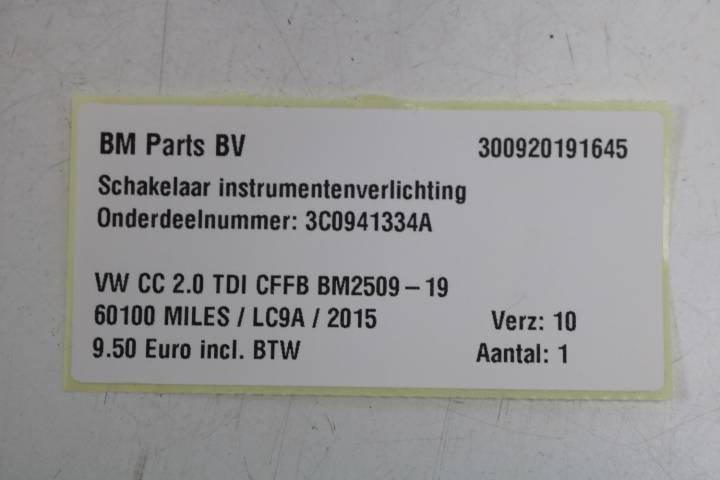 BM Parts BV 300920191645
Schakelaar instrumentenverlichting
Onderdeelnummer: 3C0941334A
VW CC 2.0 TDI CFFB BM2509 – 19
60100 MILES / LC9A / 2015 Verz: 10
9.50 Euro incl. BTW Aantal: 1